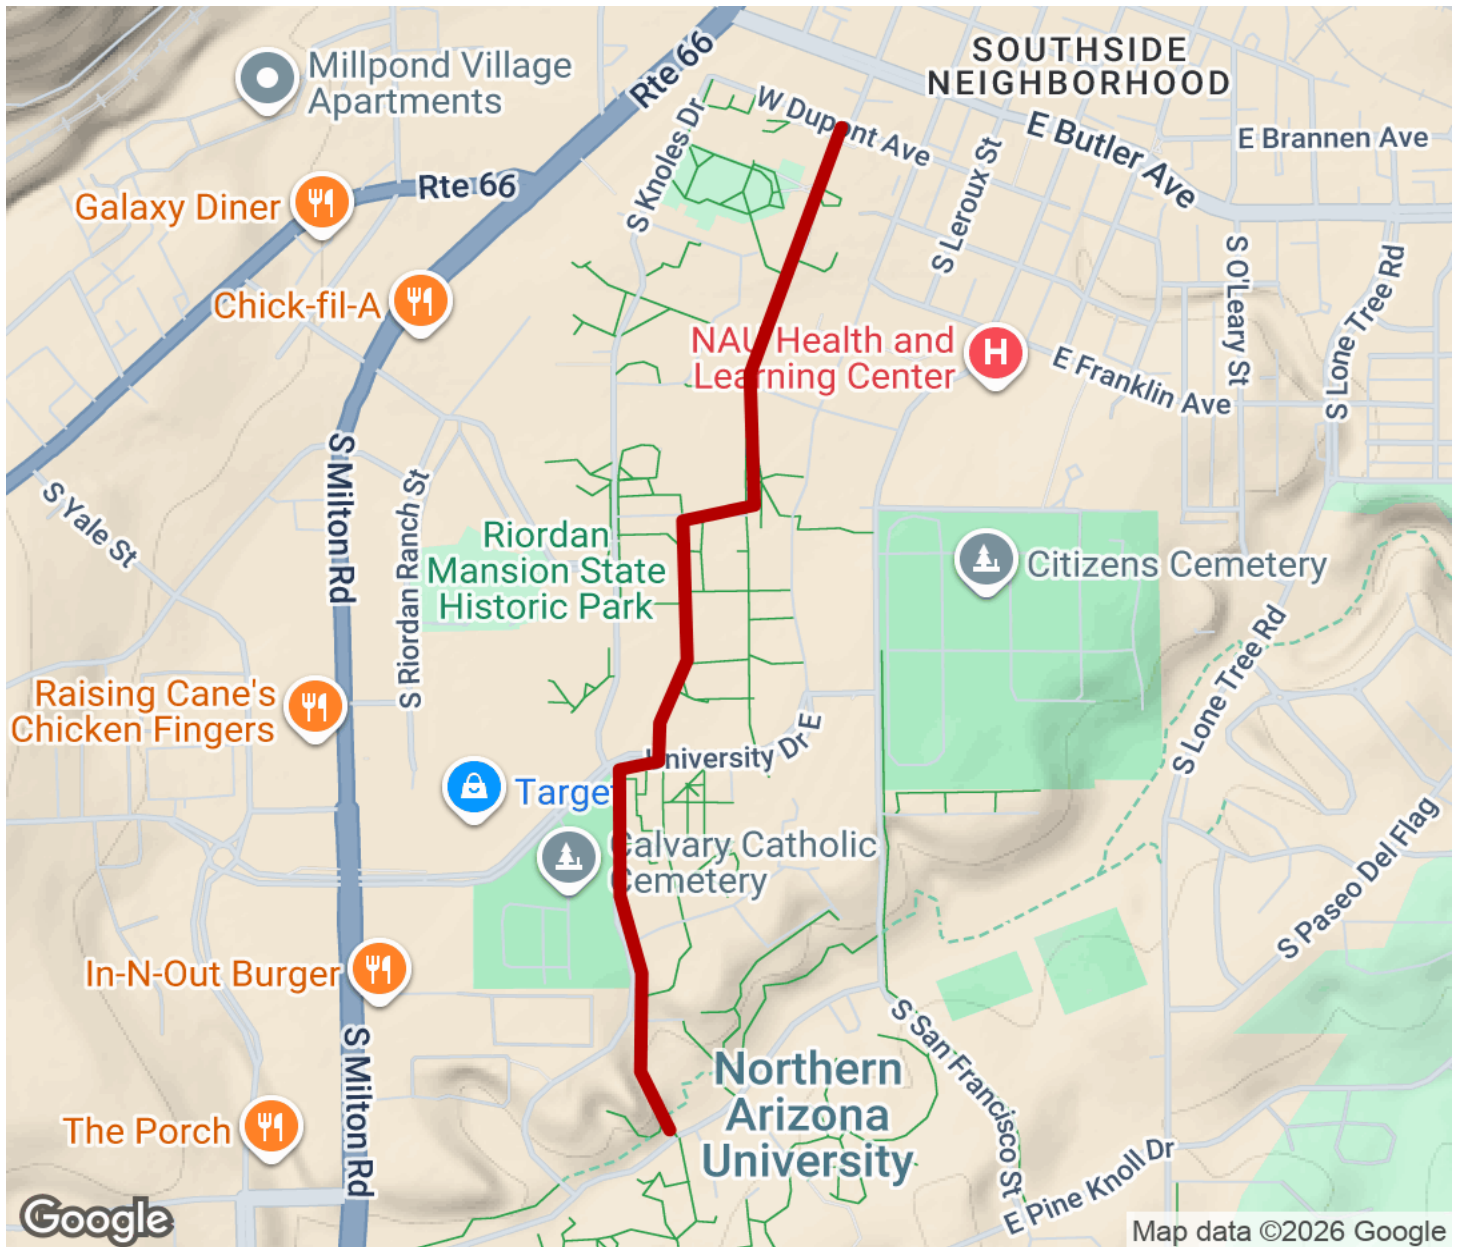 SOUTHSIDE
NEIGHBORHOOD
Millpond Village
Apartments
Rte 66
W Dupont Ave
E Butler Ave
E Brannen Ave
S Knoles Dr
Rte 66
Galaxy Diner
S Leroux St
S O'Leary St
S Lone Tree Rd
Chick-fil-A
NAU Health and
Learning Center
E Franklin Ave
S Milton Rd
S Yale St
S Riordan Ranch St
Riordan
Mansion State
Historic Park
Citizens Cemetery
S Lone Tree Rd
Raising Cane's
Chicken Fingers
University Dr E
Target
Calvary Catholic
Cemetery
S Paseo Del Flag
In-N-Out Burger
S San Francisco St
S Milton Rd
Northern
Arizona
University
The Porch
E Pine Knoll Dr
Google
Map data ©2026 Google